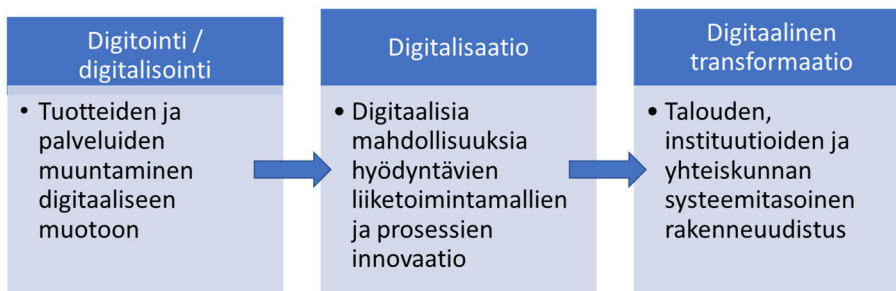 Digitointi /
digitalisointi
• Tuotteiden ja
palveluiden
muuntaminen
digitaaliseen
muotoon
Digitalisaatio
• Digitaalisia
mahdollisuuksia
hyödyntävien
liiketoimintamallien
ja prosessien
innovaatio
Digitaalinen
transformaatio
• Talouden,
instituutioiden ja
yhteiskunnan
systeemitasoinen
rakenneuudistus